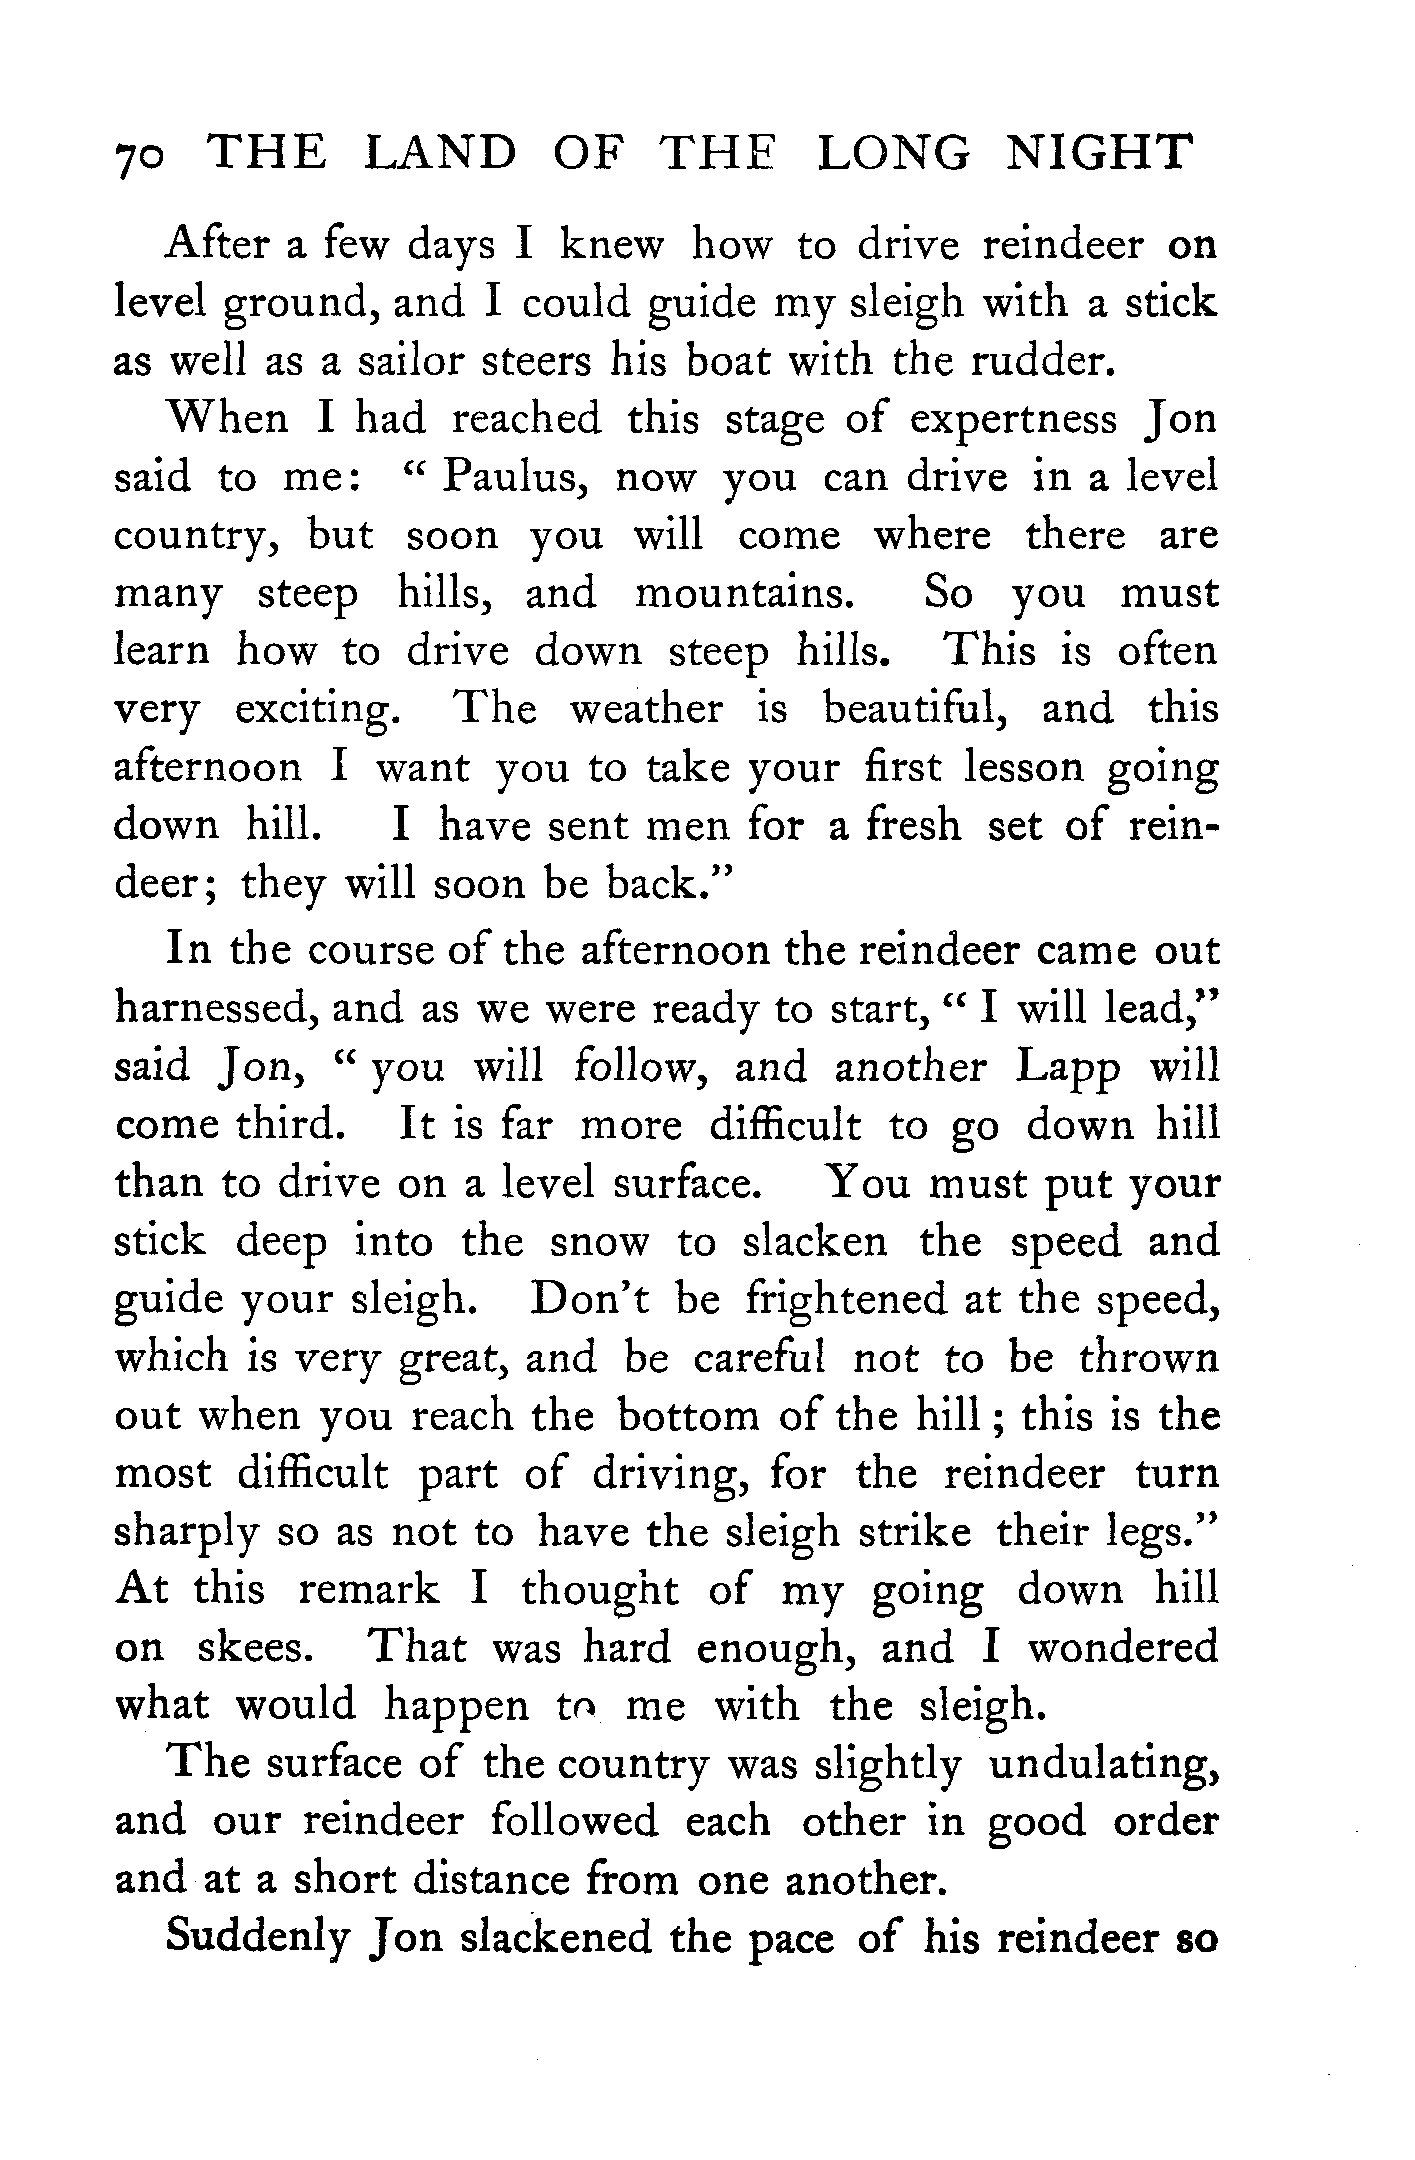 70 THE LAND OF THE LONG NIGHT
After a few days I knew how to drive reindeer on
level ground, and I could guide my sleigh with a stick
as well as a sailor steers his boat with the rudder.
When I had reached this stage of expertness Jon
said to me: “ Paulus, now you can drive in a level
country, but soon you will come where there are
many steep hills, and mountains. So you must
learn how to drive down steep hills. This is often
very exciting. The weather is beautiful, and this
afternoon I want you to take your first lesson going
down hill. I have sent men for a fresh set of rein-
deer; they will soon be back.”
In the course of the afternoon the reindeer came out
harnessed, and as we were ready to start, “ I will lead,”
said Jon, “ you will follow, and another Lapp will
come third. It is far more difficult to go down hill
than to drive on a level surface. You must put your
stick deep into the snow to slacken the speed and
guide your sleigh. Don’t be frightened at the speed,
which is very great, and be careful not to be thrown
out when you reach the bottom of the hill ; this is the
most difficult part of driving, for the reindeer turn
sharply so as not to have the sleigh strike their legs.”
At this remark I thought of my going down hill
on skees. That was hard enough, and I wondered
what would happen to me with the sleigh.
The surface of the country was slightly undulating,
and our reindeer followed each other in good order
and at a short distance from one another.
Suddenly Jon slackened the pace of his reindeer so